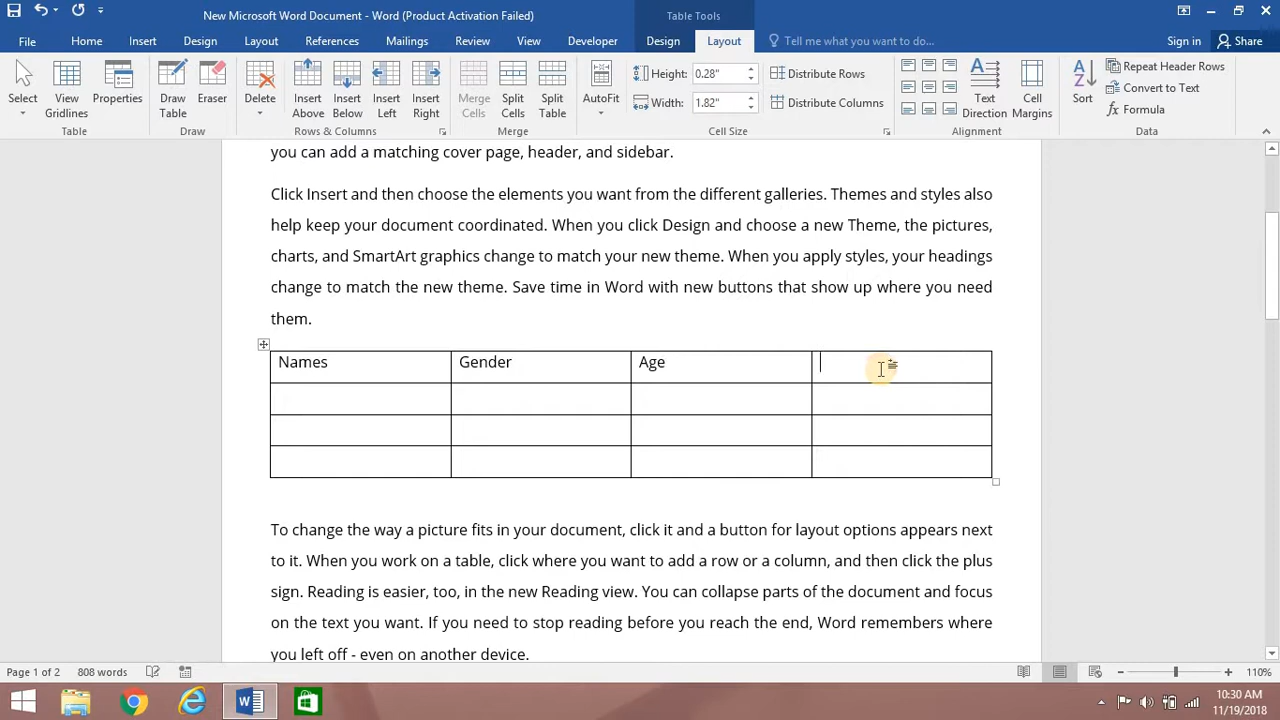 New Microsoft Word Document - Word (Product Activation Failed)
Table Tools
File Home Insert Design Layout References Mailings Review View Developer Design Layout Tell me what you want to do... Sign in Share
Select
View Gridlines
Properties
Table
Draw Table
Eraser
Draw
Delete
Insert Above
Insert Below
Insert Left
Insert Right
Rows & Columns
Merge Cells
Split Cells
Split Table
Merge
AutoFit
Height: 0.28"
Width: 1.82"
Distribute Rows
Distribute Columns
Cell Size
Text Direction
Cell Margins
Alignment
A
Z
Sort
Repeat Header Rows
Convert to Text
Formula
Data
you can add a matching cover page, header, and sidebar.
Click Insert and then choose the elements you want from the different galleries. Themes and styles also
help keep your document coordinated. When you click Design and choose a new Theme, the pictures,
charts, and SmartArt graphics change to match your new theme. When you apply styles, your headings
change to match the new theme. Save time in Word with new buttons that show up where you need
them.
Names Gender Age
To change the way a picture fits in your document, click it and a button for layout options appears next
to it. When you work on a table, click where you want to add a row or a column, and then click the plus
sign. Reading is easier, too, in the new Reading view. You can collapse parts of the document and focus
on the text you want. If you need to stop reading before you reach the end, Word remembers where
you left off - even on another device.
Page 1 of 2 808 words 110%
10:30 AM
11/19/2018